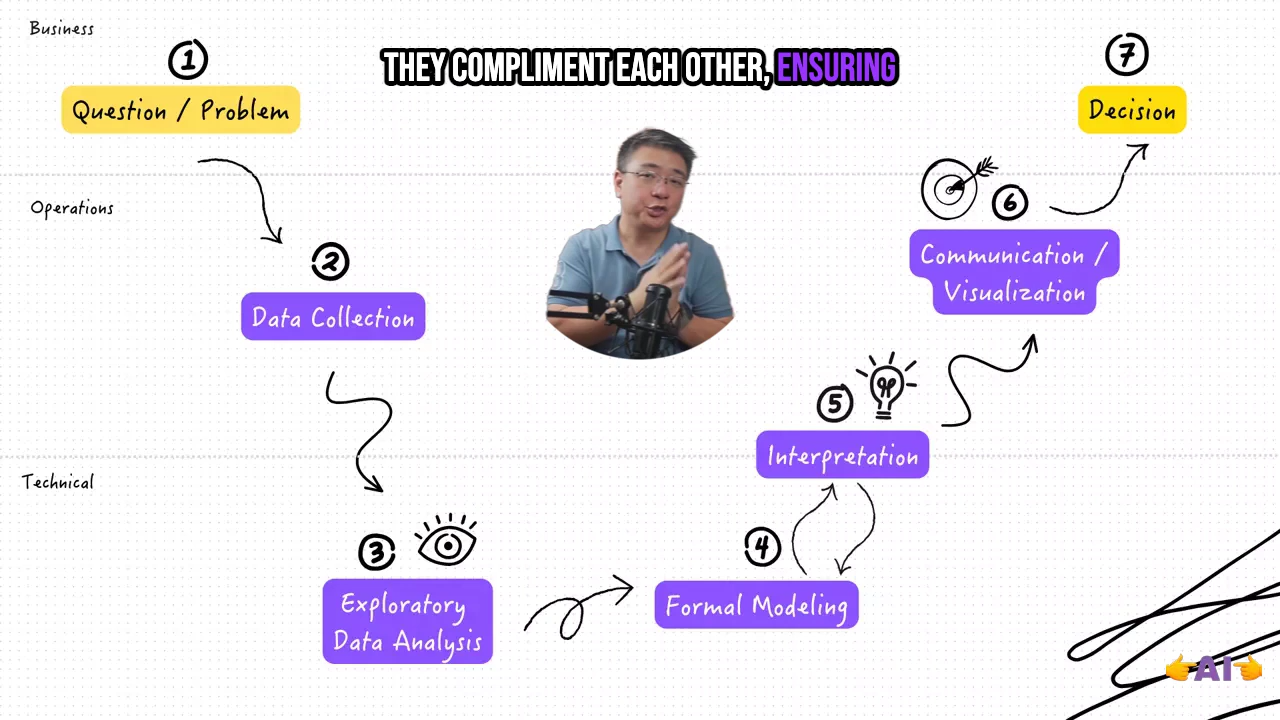 Business
1
Question / Problem
THEY COMPLIMENT EACH OTHER, ENSURING
7
Decision
Operations
2
Data Collection
6
Communication /
Visualization
5
Interpretation
Technical
3
Exploratory
Data Analysis
4
Formal Modeling
👉AI👈